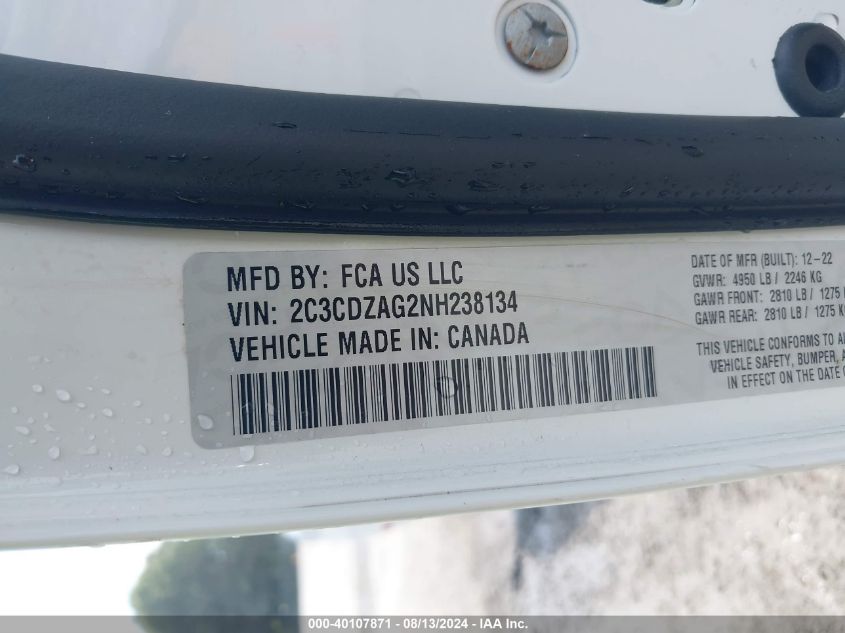 MFD BY: FCA US LLC
VIN: 2C3CDZAG2NH238134
VEHICLE MADE IN: CANADA
DATE OF MFR (BUILT): 12-22
GVWR: 4950 LB / 2246 KG
GAWR FRONT: 2810 LB / 1275
GAWR REAR: 2810 LB / 1275 KG
THIS VEHICLE CONFORMS TO
VEHICLE SAFETY, BUMPER,
IN EFFECT ON THE DATE
000-40107871 - 08/13/2024 - IAA Inc.